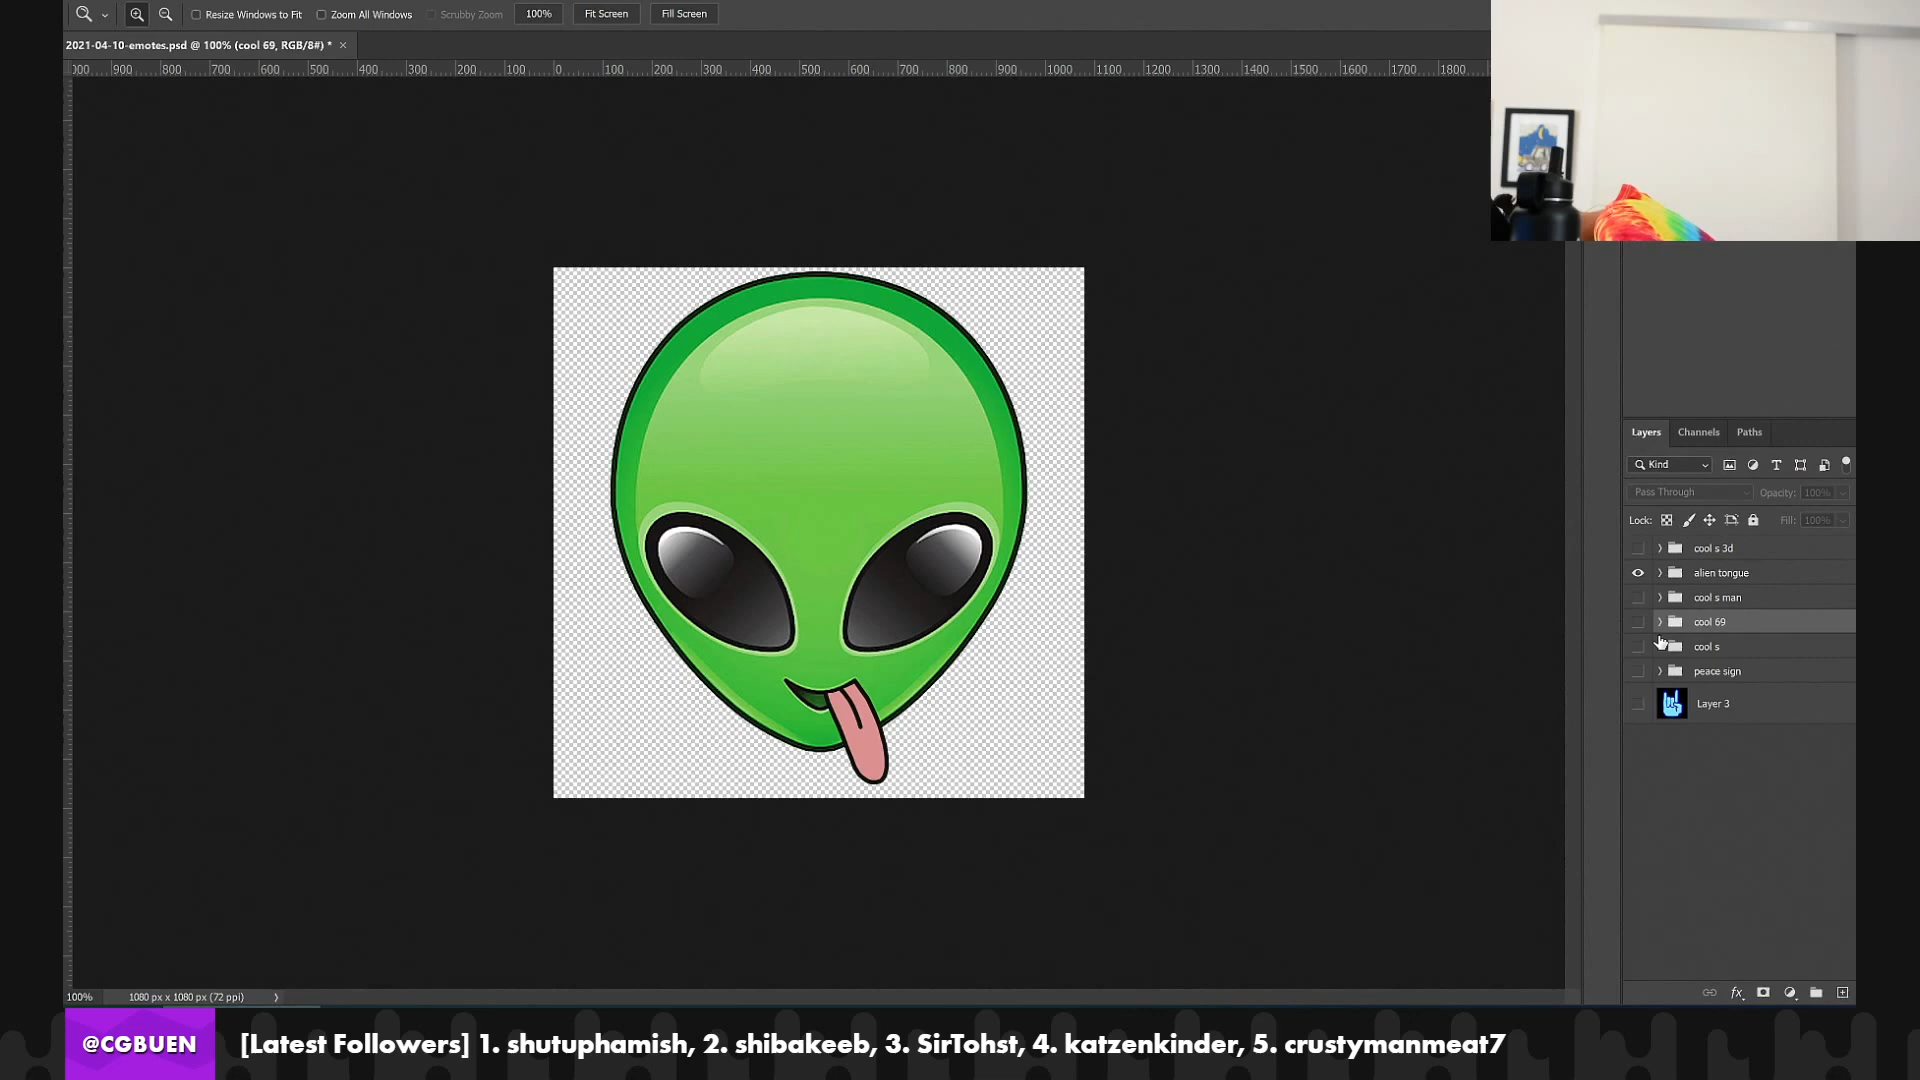 Resize Windows to Fit Zoom All Windows Scrubby Zoom 100% Fit Screen Fill Screen
2021-04-10-emotes.psd @ 100% (cool 69, RGB/8#) * ×
900 800 700 600 500 400 300 200 100 0 100 200 300 400 500 600 700 800 900 1000 1100 1200 1300 1400 1500 1600 1700 1800
Layers Channels Paths
Kind
Pass Through Opacity: 100%
Lock: Fill: 100%
cool s 3d
alien tongue
cool s man
cool 69
cool s
peace sign
Layer 3
100% 1080 px x 1080 px (72 ppi)
fx
@CGBUEN [Latest Followers] 1. shutuphamish, 2. shibakeeb, 3. SirTohst, 4. katzenkinder, 5. crustymanmeat7